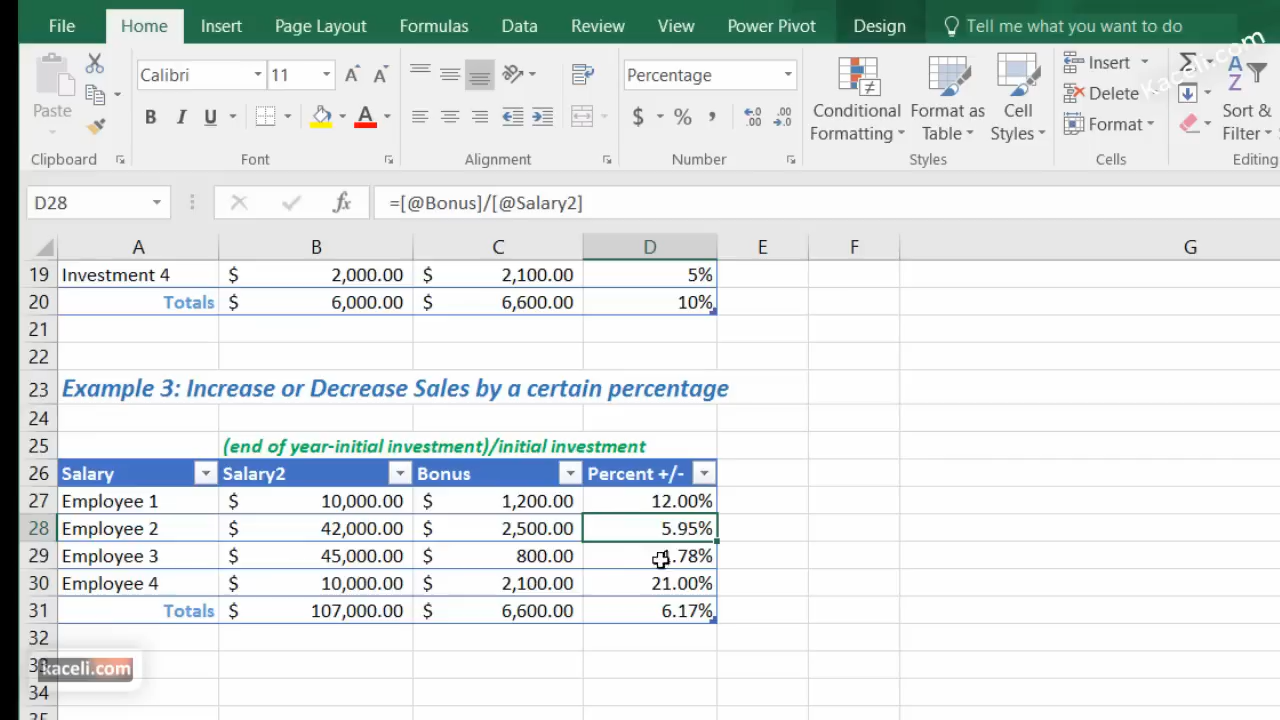 File Home Insert Page Layout Formulas Data Review View Power Pivot Design Tell me what you want to do
Kaceli.com
Calibri 11 A A Percentage Insert Σ
Paste Conditional Formatting Format as Table Cell Styles Delete Sort & Filter
B I U A $ % , .00 .0 Format
Clipboard Font Alignment Number Styles Cells Editing
D28 fx =[@Bonus]/[@Salary2]
A B C D E F G
19 Investment 4 $ 2,000.00 $ 2,100.00 5%
20 Totals $ 6,000.00 $ 6,600.00 10%
21
22
23 Example 3: Increase or Decrease Sales by a certain percentage
24
25 (end of year-initial investment)/initial investment
26 Salary Salary2 Bonus Percent +/-
27 Employee 1 $ 10,000.00 $ 1,200.00 12.00%
28 Employee 2 $ 42,000.00 $ 2,500.00 5.95%
29 Employee 3 $ 45,000.00 $ 800.00 .78%
30 Employee 4 $ 10,000.00 $ 2,100.00 21.00%
31 Totals $ 107,000.00 $ 6,600.00 6.17%
32
kaceli.com
34